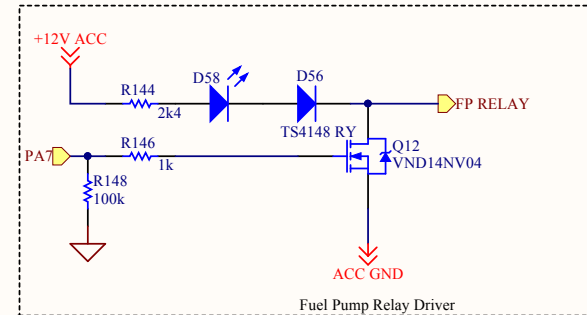 +12V ACC
D58
D56
R144
2k4
FP RELAY
TS4148 RY
Q12
VND14NV04
PA7
R146
1k
R148
100k
ACC GND
Fuel Pump Relay Driver